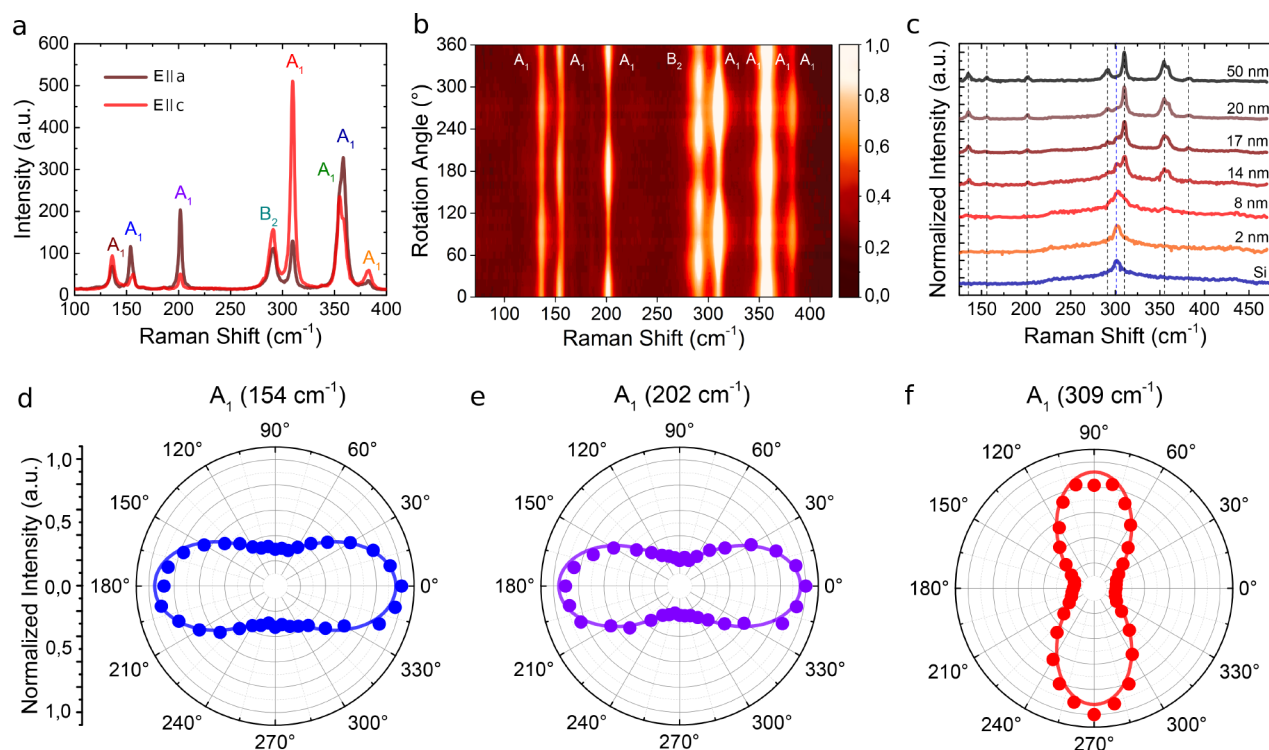 a
600
500
400
300
200
100
0
Intensity (a.u.)
E||a
E||c
A₁
A₁
A₁
B₂
A₁
A₁
A₁
A₁
100 150 200 250 300 350 400
Raman Shift (cm⁻¹)
b
360
300
240
180
120
60
0
Rotation Angle (°)
A₁ A₁ A₁ B₂ A₁ A₁ A₁ A₁
100 150 200 250 300 350 400
Raman Shift (cm⁻¹)
1,0
0,8
0,6
0,4
0,2
0,0
c
Normalized Intensity (a.u.)
50 nm
20 nm
17 nm
14 nm
8 nm
2 nm
Si
150 200 250 300 350 400 450
Raman Shift (cm⁻¹)
d
A₁ (154 cm⁻¹)
Normalized Intensity (a.u.)
1,0
0,5
0,0
0,5
1,0
90°
120° 60°
150° 30°
180° 0°
210° 330°
240° 300°
270°
e
A₁ (202 cm⁻¹)
90°
120° 60°
150° 30°
180° 0°
210° 330°
240° 300°
270°
f
A₁ (309 cm⁻¹)
90°
120° 60°
150° 30°
180° 0°
210° 330°
240° 300°
270°